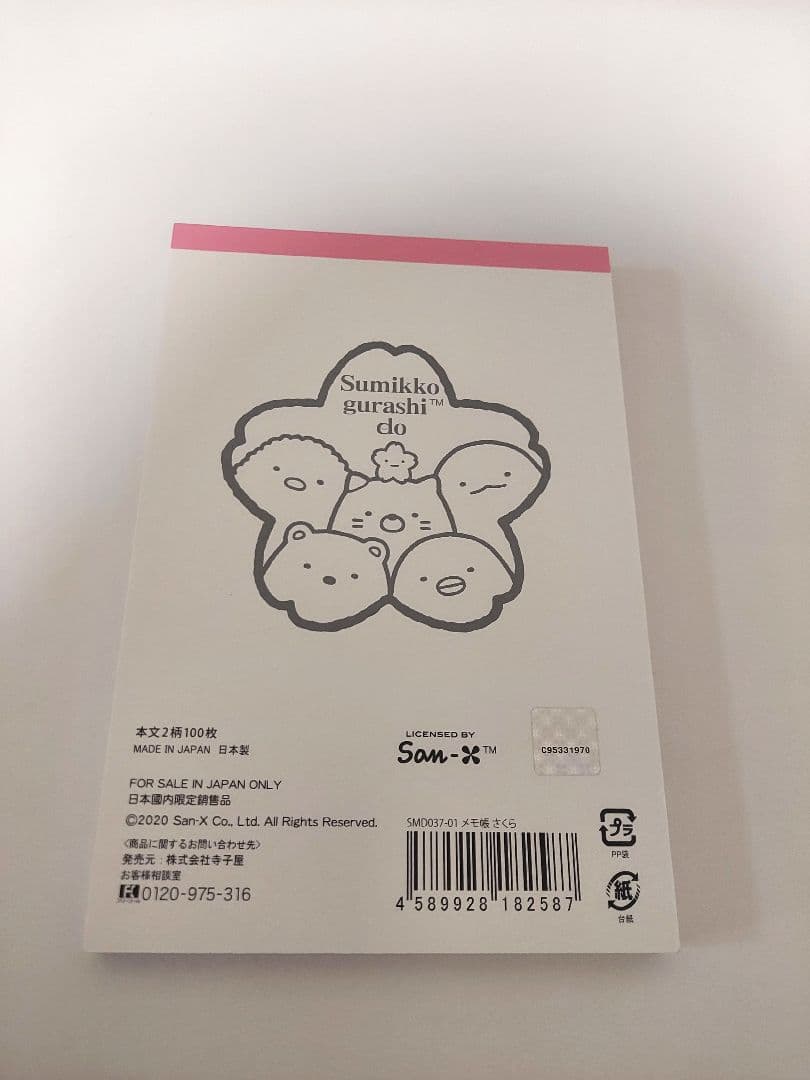 Sumikko
gurashi™
do
本文2柄100枚
MADE IN JAPAN 日本製
FOR SALE IN JAPAN ONLY
日本國内限定銷售品
©2020 San-X Co., Ltd. All Rights Reserved.
〈商品に関するお問い合わせ先〉
発売元：株式会社寺子屋
お客様相談室
0120-975-316
LICENSED BY
San-X™
C95331970
SMD037-01 メモ帳 さくら
4 589928 182587
プラ
PP袋
紙
台紙